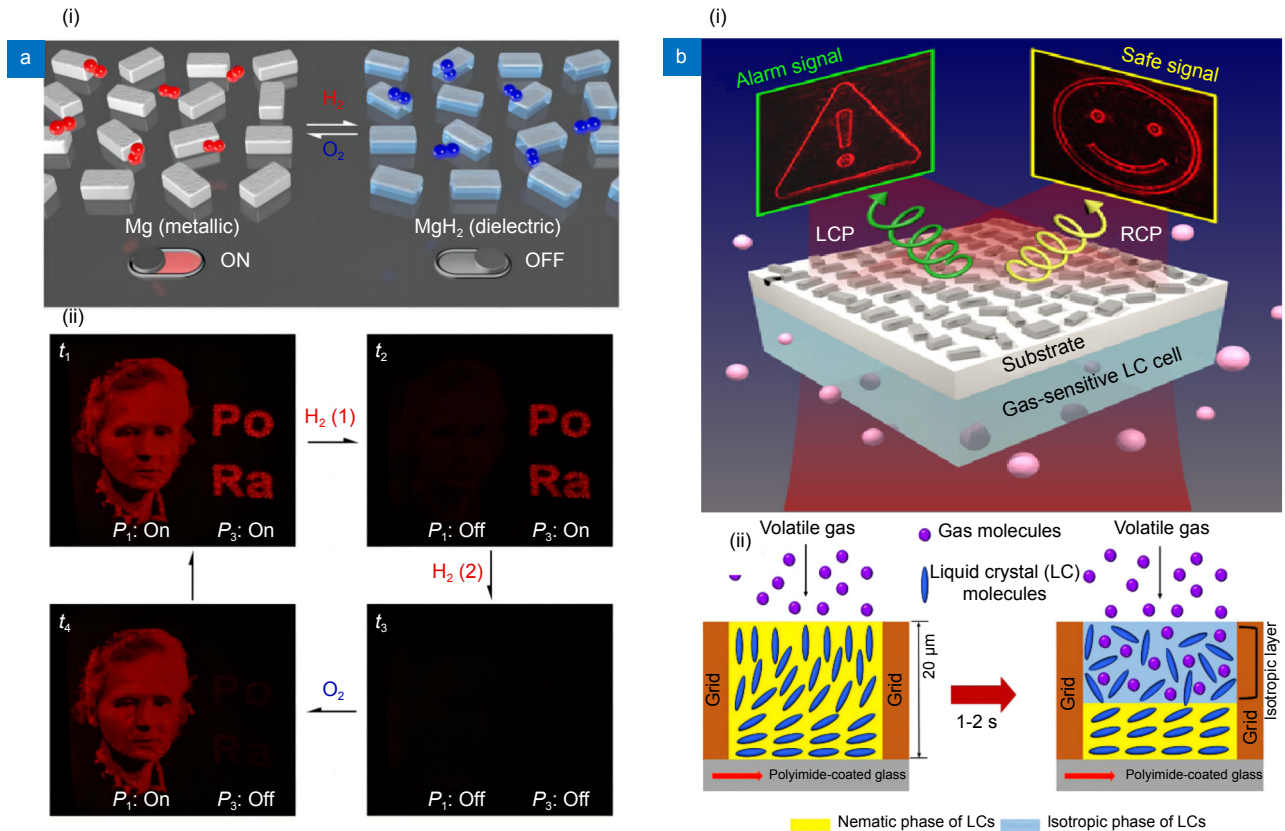 a
(i)
H₂
O₂
Mg (metallic)
MgH₂ (dielectric)
ON
OFF
(ii)
t₁
Po
Ra
P₁: On
P₃: On
H₂ (1)
t₂
Po
Ra
P₁: Off
P₃: On
H₂ (2)
t₄
Po
Ra
P₁: On
P₃: Off
O₂
t₃
P₁: Off
P₃: Off
b
(i)
Alarm signal
Safe signal
LCP
RCP
Substrate
Gas-sensitive LC cell
(ii)
Volatile gas
Gas molecules
Liquid crystal (LC)
molecules
Volatile gas
Grid
Grid
20 μm
1-2 s
Grid
Grid
Isotropic layer
Polyimide-coated glass
Polyimide-coated glass
Nematic phase of LCs
Isotropic phase of LCs